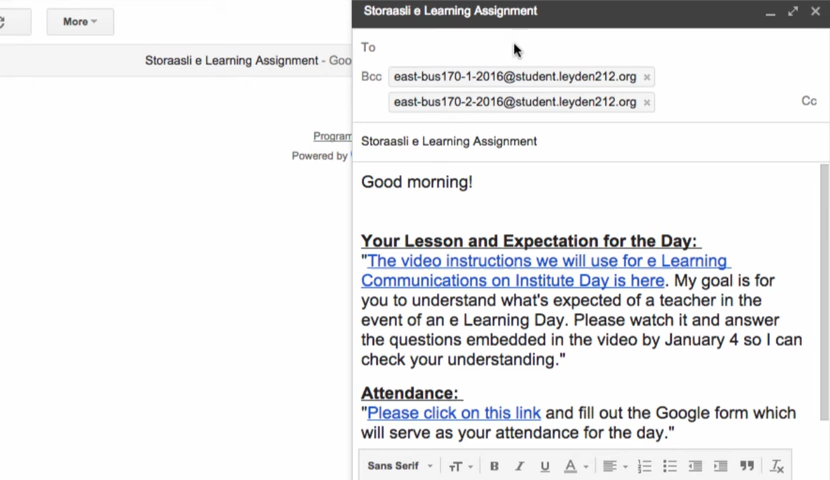 Storaasli e Learning Assignment
More
To
Storaasli e Learning Assignment - Goo
Bcc east-bus170-1-2016@student.leyden212.org ×
east-bus170-2-2016@student.leyden212.org × Cc
Program
Powered by
Storaasli e Learning Assignment
Good morning!
Your Lesson and Expectation for the Day:
"The video instructions we will use for e Learning
Communications on Institute Day is here. My goal is for
you to understand what's expected of a teacher in the
event of an e Learning Day. Please watch it and answer
the questions embedded in the video by January 4 so I can
check your understanding."
Attendance:
"Please click on this link and fill out the Google form which
will serve as your attendance for the day."
Sans Serif